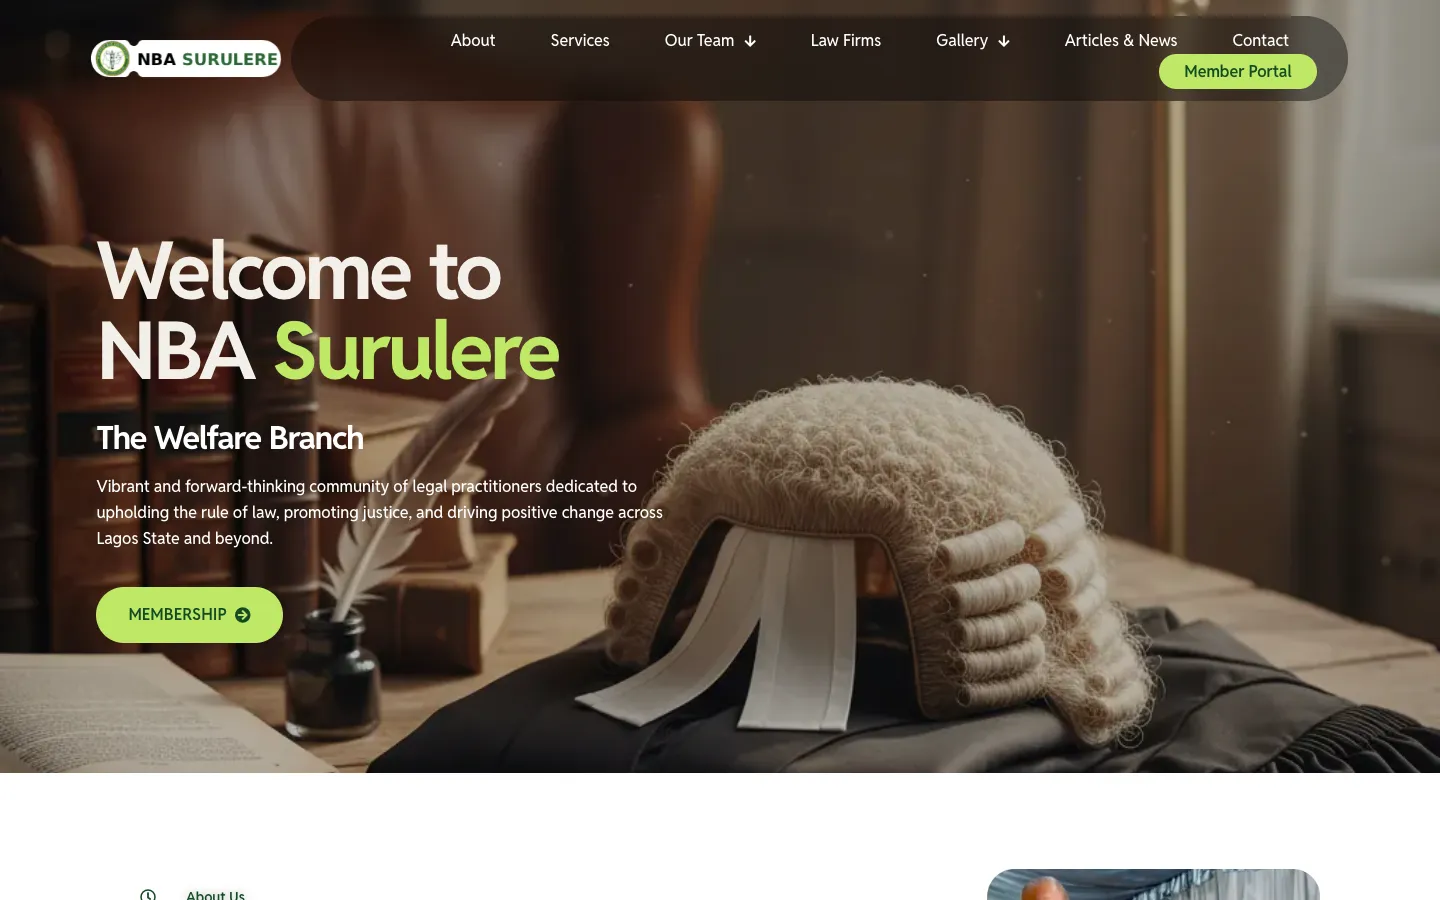 NBA SURULERE
About
Services
Our Team
Law Firms
Gallery
Articles & News
Contact
Member Portal
Welcome to
NBA Surulere
The Welfare Branch
Vibrant and forward-thinking community of legal practitioners dedicated to
upholding the rule of law, promoting justice, and driving positive change across
Lagos State and beyond.
MEMBERSHIP
About Us